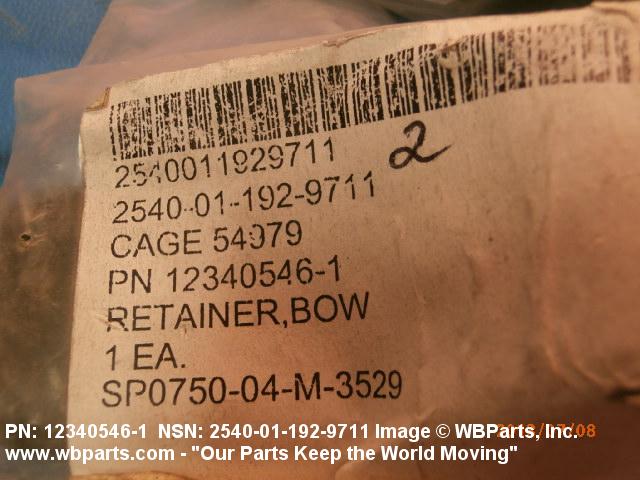 2540011929711
2
2540-01-192-9711
CAGE 54979
PN 12340546-1
RETAINER,BOW
1 EA.
SP0750-04-M-3529
PN: 12340546-1 NSN: 2540-01-192-9711 Image © WBParts, Inc.
www.wbparts.com - "Our Parts Keep the World Moving"